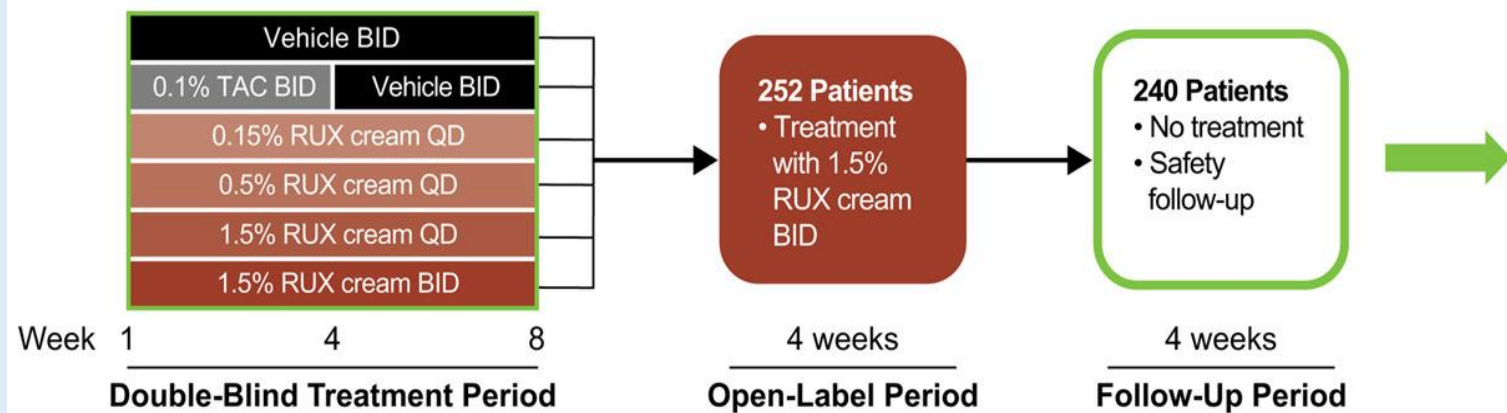 Vehicle BID
0.1% TAC BID Vehicle BID
0.15% RUX cream QD
0.5% RUX cream QD
1.5% RUX cream QD
1.5% RUX cream BID
Week 1 4 8
Double-Blind Treatment Period
252 Patients
• Treatment
with 1.5%
RUX cream
BID
4 weeks
Open-Label Period
240 Patients
• No treatment
• Safety
follow-up
4 weeks
Follow-Up Period